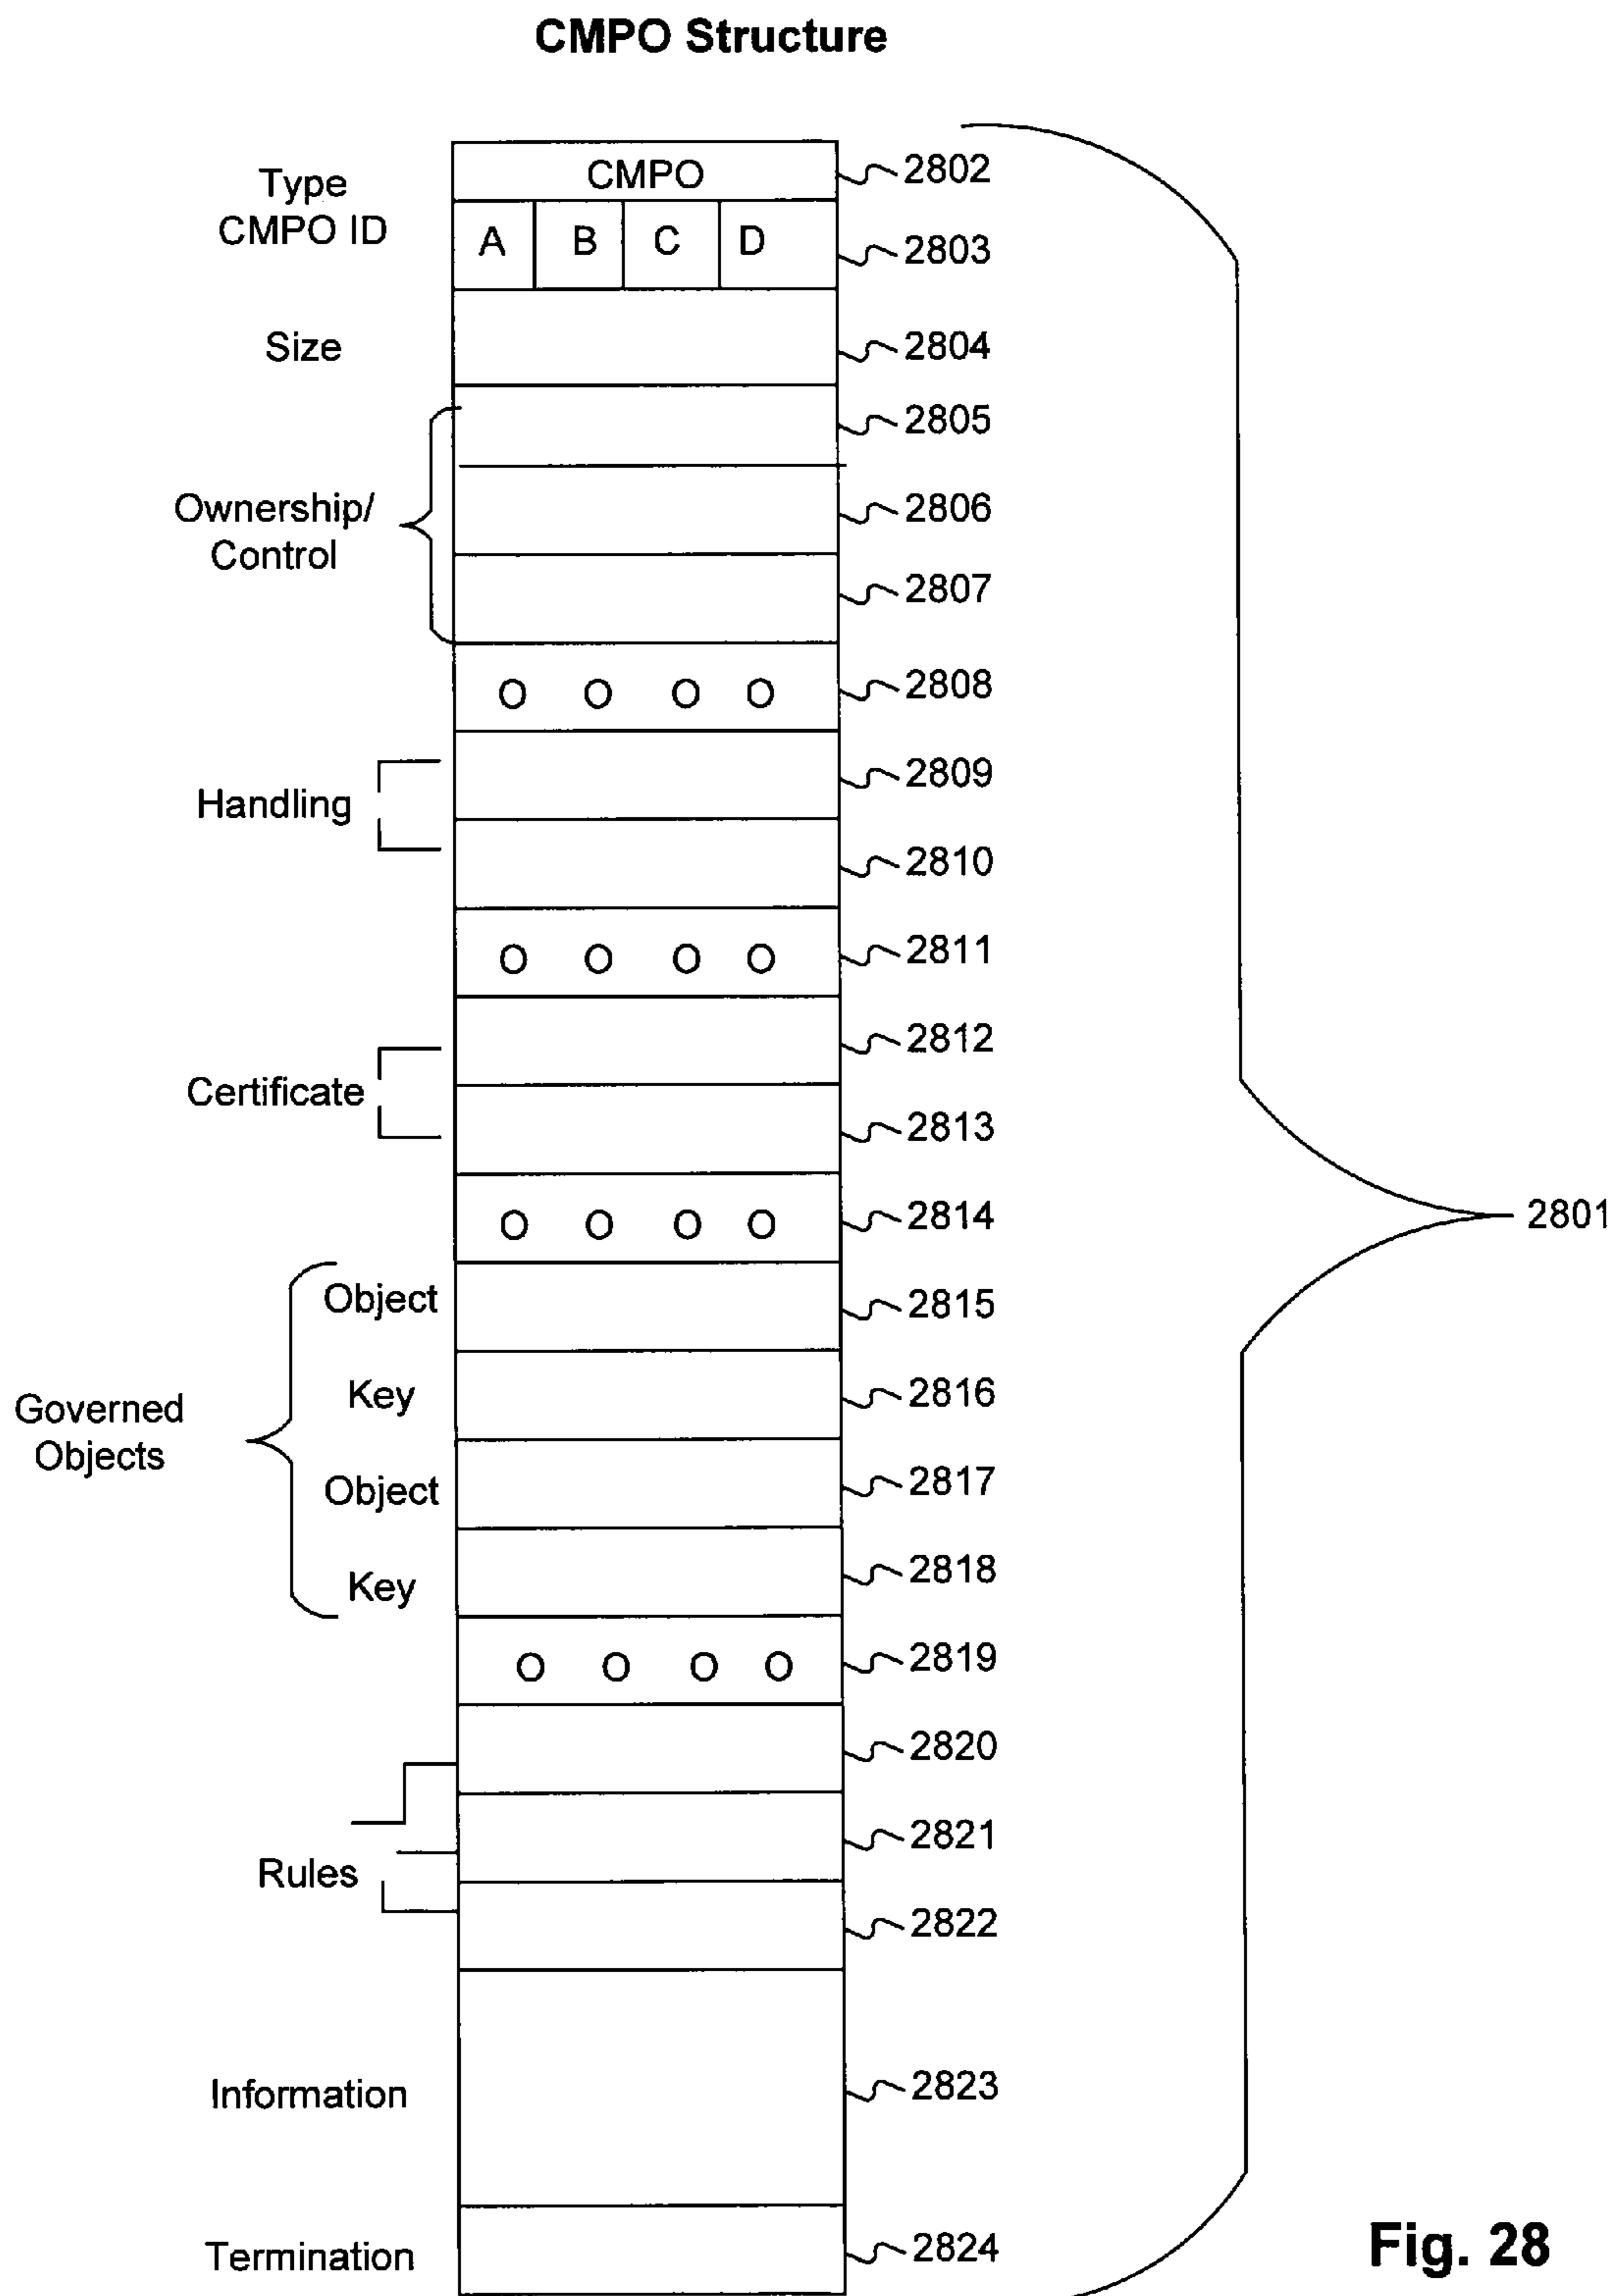 CMPO Structure
Type
CMPO
2802
CMPO ID
A B C D
2803
Size
2804
2805
Ownership/
Control
2806
2807
O O O O
2808
Handling
2809
2810
O O O O
2811
Certificate
2812
2813
O O O O
2814
2801
Governed
Objects
Object
2815
Key
2816
Object
2817
Key
2818
O O O O
2819
2820
2821
Rules
2822
Information
2823
Termination
2824
Fig. 28